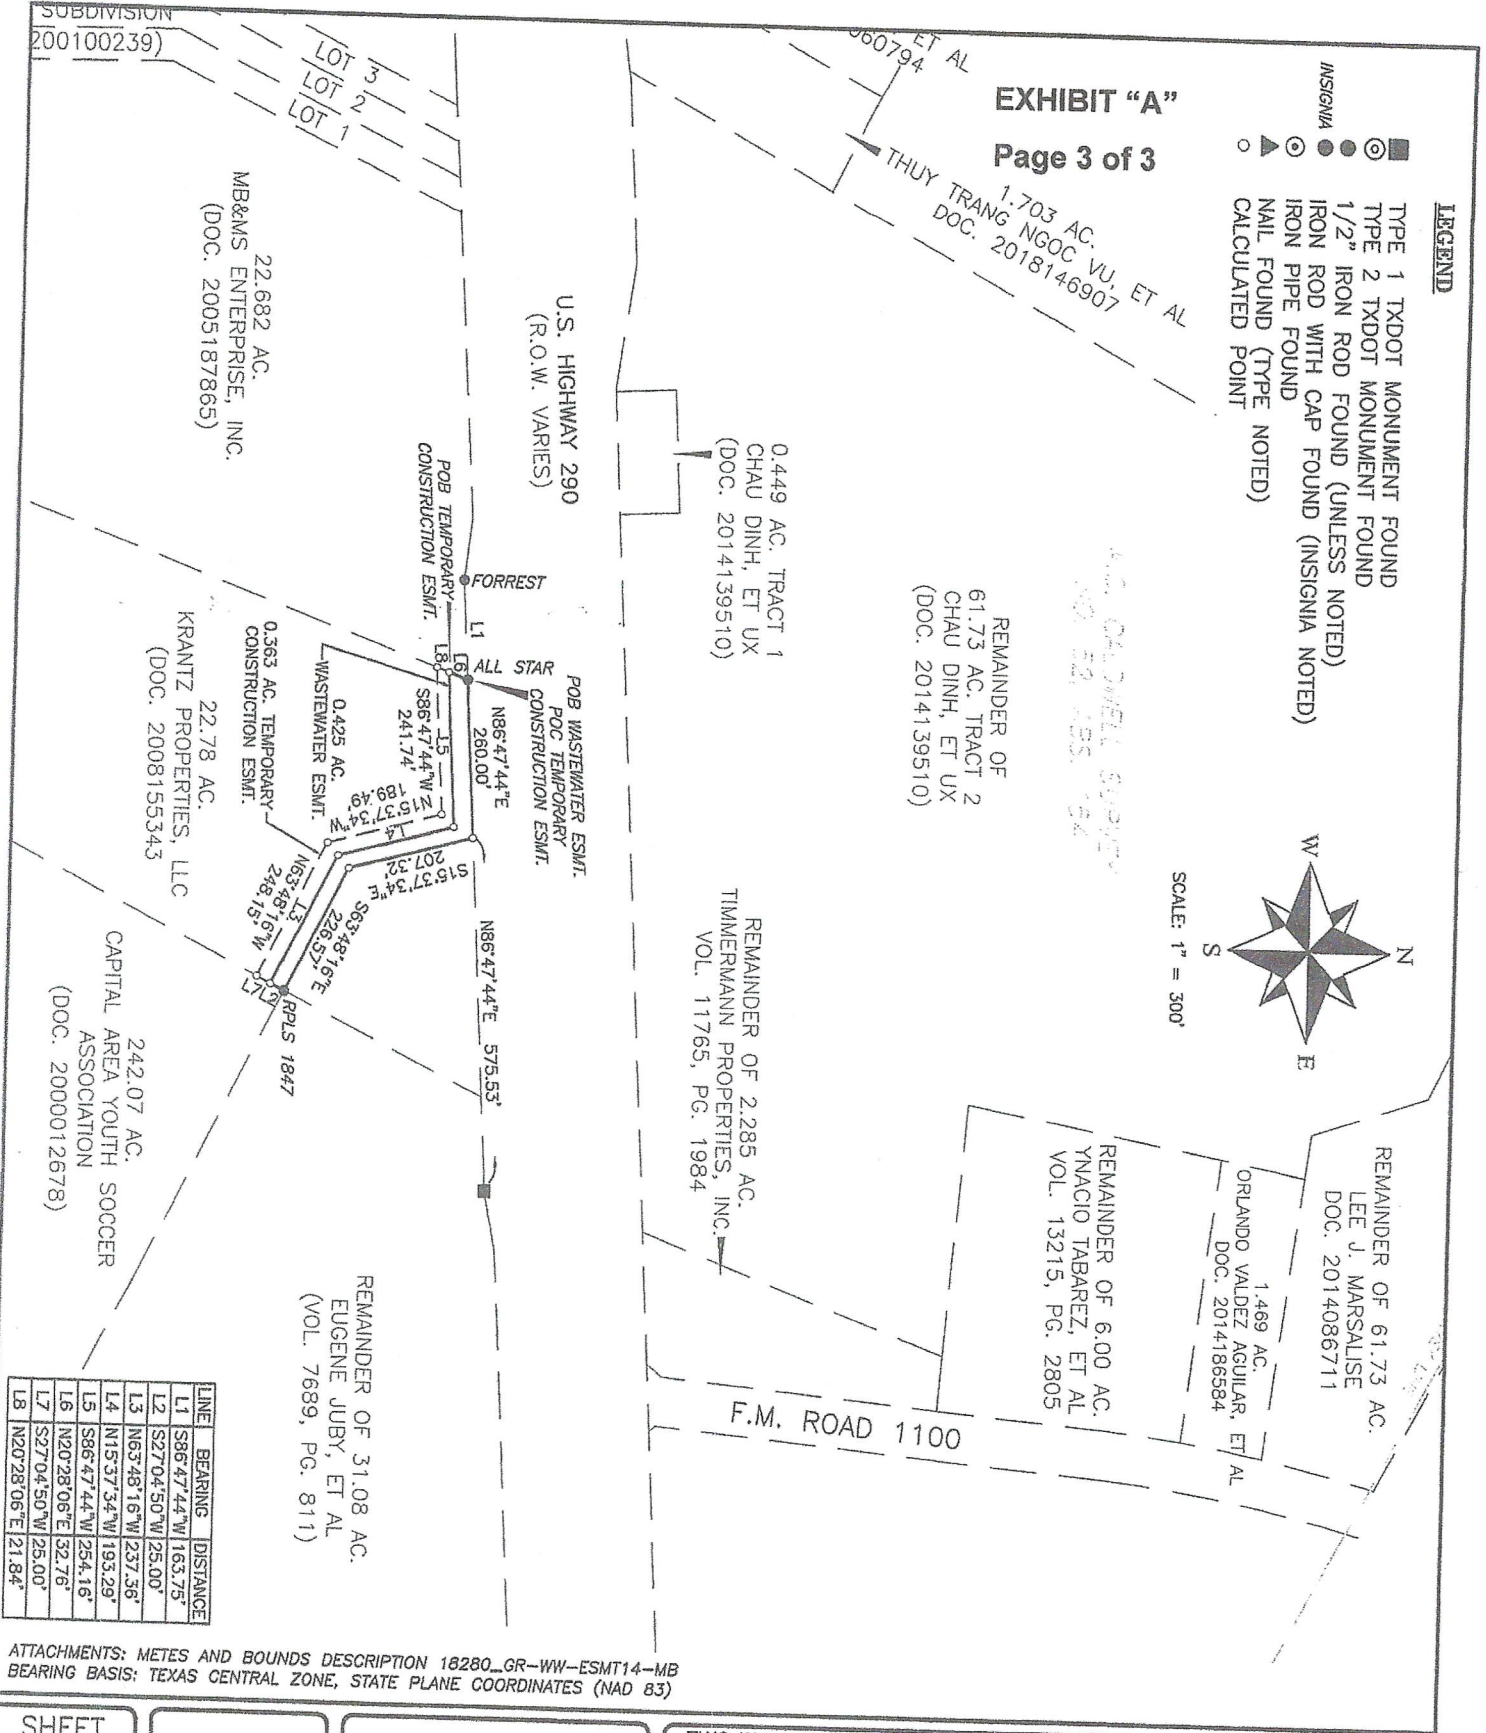 EXHIBIT "A"
Page 3 of 3
LEGEND
TYPE 1 TXDOT MONUMENT FOUND
TYPE 2 TXDOT MONUMENT FOUND
1/2" IRON ROD FOUND (UNLESS NOTED)
INSIGNIA
IRON ROD WITH CAP FOUND (INSIGNIA NOTED)
IRON PIPE FOUND
NAIL FOUND (TYPE NOTED)
CALCULATED POINT
ET AL
060794
1.703 AC.
THUY TRANG NGOC VU, ET AL
DOC. 2018146907
N
W
E
S
SCALE: 1" = 300'
REMAINDER OF 61.73 AC.
LEE J. MARSALISE
DOC. 2014086711
1.469 AC.
ORLANDO VALDEZ AGUILAR, ET AL
DOC. 2014186584
REMAINDER OF 6.00 AC.
YNACIO TABAREZ, ET AL
VOL. 13215, PG. 2805
F.M. ROAD 1100
REMAINDER OF
61.73 AC. TRACT 2
CHAU DINH, ET UX
(DOC. 2014139510)
0.449 AC. TRACT 1
CHAU DINH, ET UX
(DOC. 2014139510)
REMAINDER OF 2.285 AC.
TIMMERMANN PROPERTIES, INC.
VOL. 11765, PG. 1984
U.S. HIGHWAY 290
(R.O.W. VARIES)
SUBDIVISION
200100239)
LOT 3
LOT 2
LOT 1
22.682 AC.
MB&MS ENTERPRISE, INC.
(DOC. 2005187865)
POB TEMPORARY
CONSTRUCTION ESMT.
FORREST
L1
ALL STAR
L6
L8
POB WASTEWATER ESMT.
POC TEMPORARY
CONSTRUCTION ESMT.
N86°47'44"E
260.00'
L5
S86°47'44"W
241.74'
N15°37'34"W
189.49'
L4
S15°37'34"E
207.32'
S63°48'16"E
226.57'
L3
N63°48'16"W
248.15'
L7
L2
RPLS 1847
N86°47'44"E 575.53'
0.425 AC.
WASTEWATER ESMT.
0.363 AC. TEMPORARY
CONSTRUCTION ESMT.
22.78 AC.
KRANTZ PROPERTIES, LLC
(DOC. 2008155343
242.07 AC.
CAPITAL AREA YOUTH SOCCER
ASSOCIATION
(DOC. 2000012678)
REMAINDER OF 31.08 AC.
EUGENE JUBY, ET AL
(VOL. 7689, PG. 811)
LINE BEARING DISTANCE
L1 S86°47'44"W 163.75'
L2 S27°04'50"W 25.00'
L3 N63°48'16"W 237.36'
L4 N15°37'34"W 193.29'
L5 S86°47'44"W 254.16'
L6 N20°28'06"E 32.76'
L7 S27°04'50"W 25.00'
L8 N20°28'06"E 21.84'
ATTACHMENTS: METES AND BOUNDS DESCRIPTION 18280_GR-WW-ESMT14-MB
BEARING BASIS: TEXAS CENTRAL ZONE, STATE PLANE COORDINATES (NAD 83)
SHEET